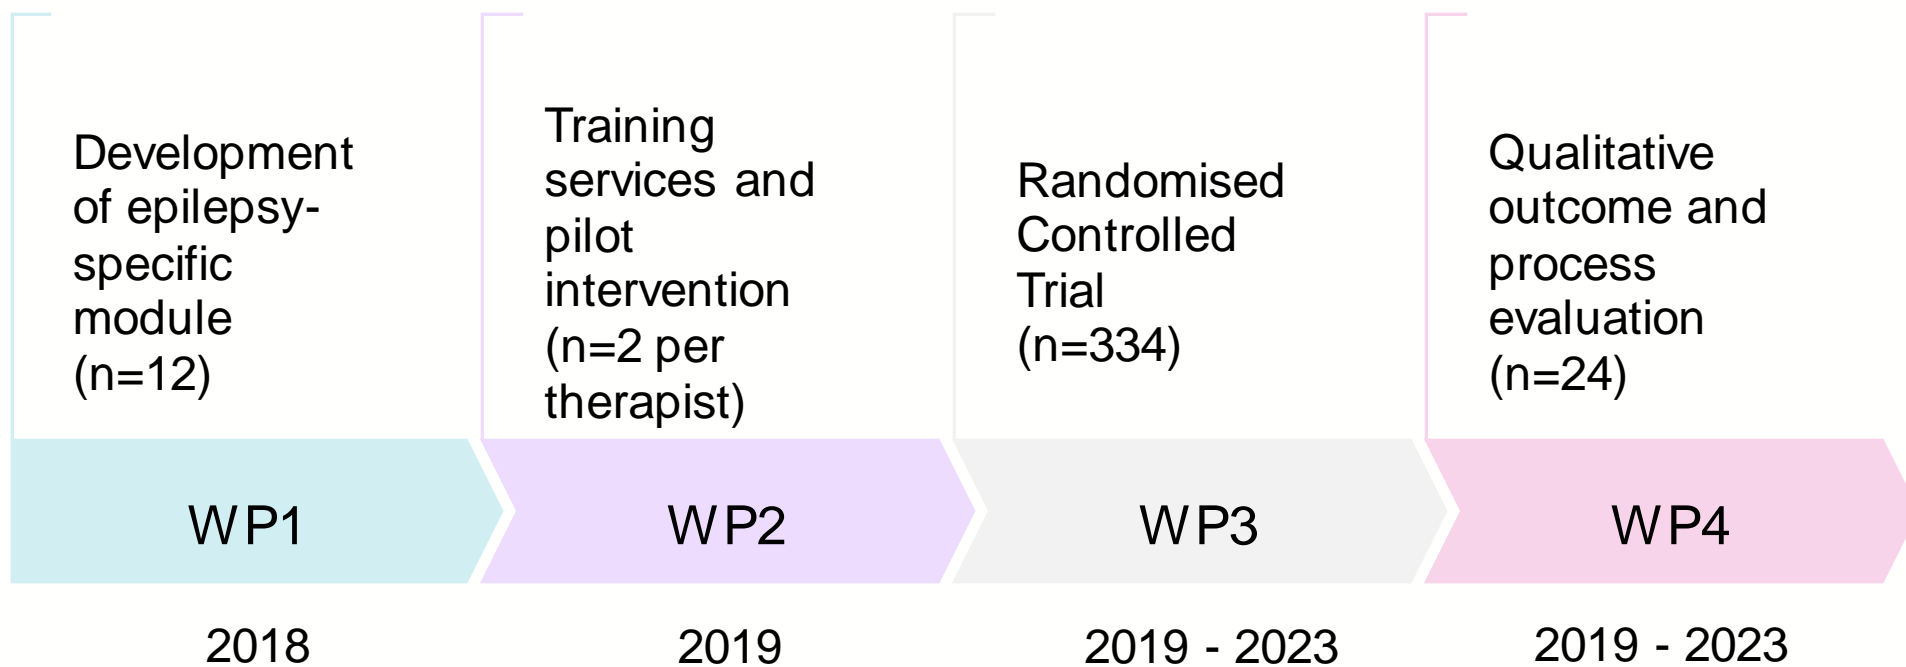 Development
of epilepsy-
specific
module
(n=12)
Training
services and
pilot
intervention
(n=2 per
therapist)
Randomised
Controlled
Trial
(n=334)
Qualitative
outcome and
process
evaluation
(n=24)
WP1
WP2
WP3
WP4
2018
2019
2019 - 2023
2019 - 2023